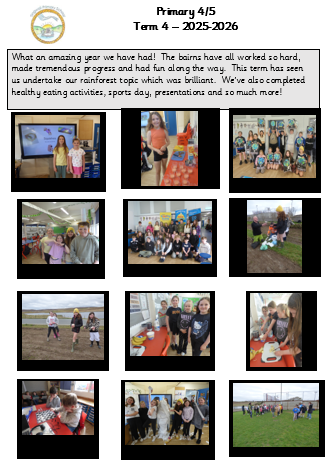 Primary 4/5
Term 4 – 2025-2026
What an amazing year we have had!  The bairns have all worked so hard,
made tremendous progress and had fun along the way.  This term has seen
us undertake our rainforest topic which was brilliant.  We've also completed
healthy eating activities, sports day, presentations and so much more!